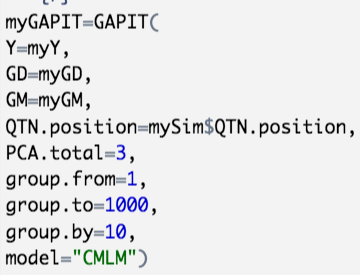 myGAPIT=GAPIT(
Y=myY,
GD=myGD,
GM=myGM,
QTN.position=mySim$QTN.position,
PCA.total=3,
group.from=1,
group.to=1000,
group.by=10,
model="CMLM")